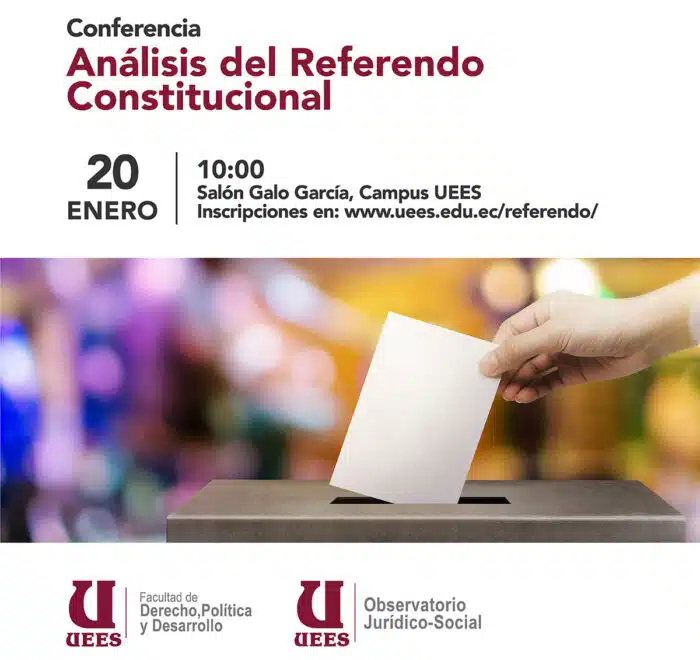 Conferencia
Análisis del Referendo
Constitucional
20
ENERO
10:00
Salón Galo García, Campus UEES
Inscripciones en: www.uees.edu.ec/referendo/
U
UEES
Facultad de
Derecho,Política
y Desarrollo
U
UEES
Observatorio
Jurídico-Social